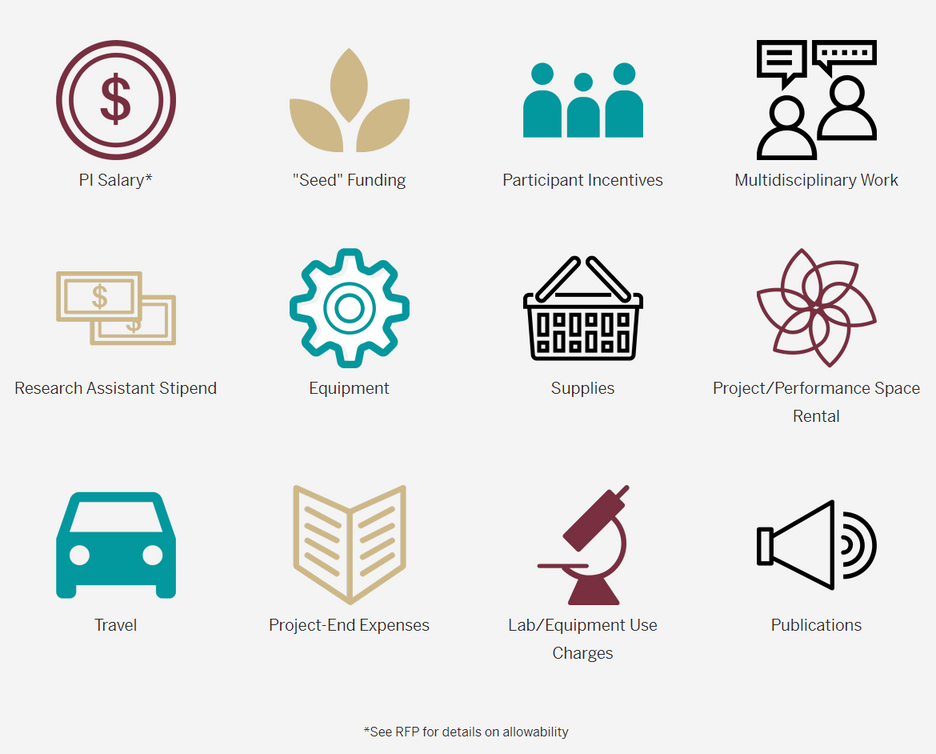 $
PI Salary*
"Seed" Funding
Participant Incentives
Multidisciplinary Work
$
$
Research Assistant Stipend
Equipment
Supplies
Project/Performance Space
Rental
Travel
Project-End Expenses
Lab/Equipment Use
Charges
Publications
*See RFP for details on allowability